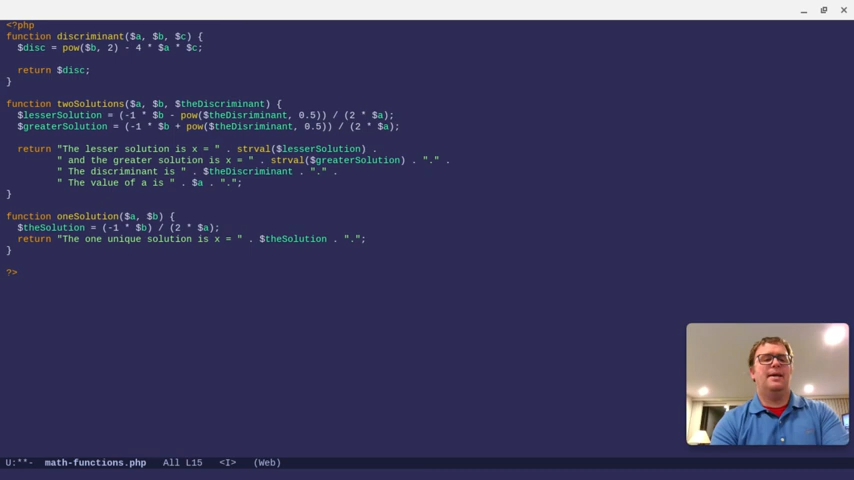 <?php
function discriminant($a, $b, $c) {
  $disc = pow($b, 2) - 4 * $a * $c;
  return $disc;
}
function twoSolutions($a, $b, $theDiscriminant) {
  $lesserSolution = (-1 * $b - pow($theDisriminant, 0.5)) / (2 * $a);
  $greaterSolution = (-1 * $b + pow($theDisriminant, 0.5)) / (2 * $a);
  return "The lesser solution is x = " . strval($lesserSolution) .
         " and the greater solution is x = " . strval($greaterSolution) . "." .
         " The discriminant is " . $theDiscriminant . "." .
         " The value of a is " . $a . ".";
}
function oneSolution($a, $b) {
  $theSolution = (-1 * $b) / (2 * $a);
  return "The one unique solution is x = " . $theSolution . ".";
}
?>
U:**-  math-functions.php   All L15   <I>   (Web)